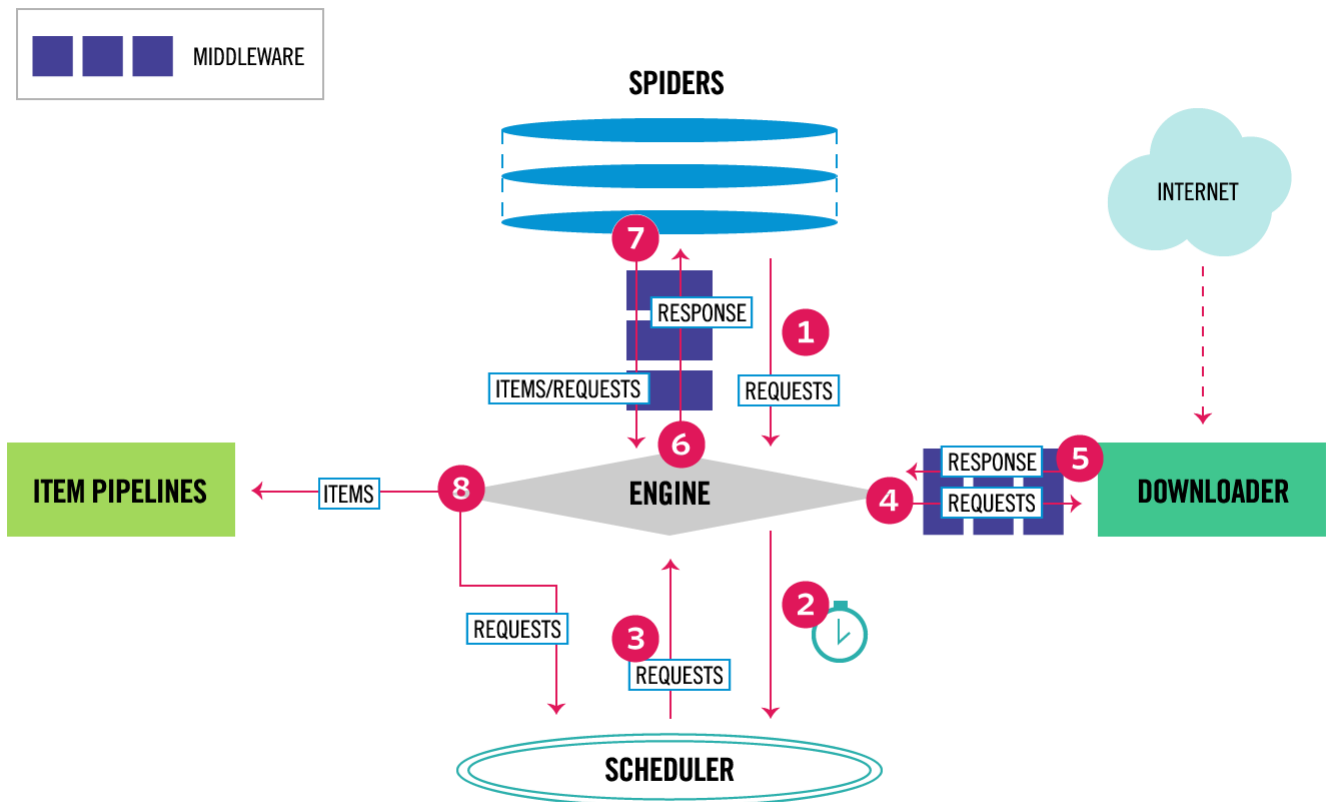 MIDDLEWARE
SPIDERS
INTERNET
7
RESPONSE
1
ITEMS/REQUESTS
REQUESTS
6
RESPONSE
5
ITEM PIPELINES
ITEMS
8
ENGINE
4
REQUESTS
DOWNLOADER
2
REQUESTS
3
REQUESTS
SCHEDULER